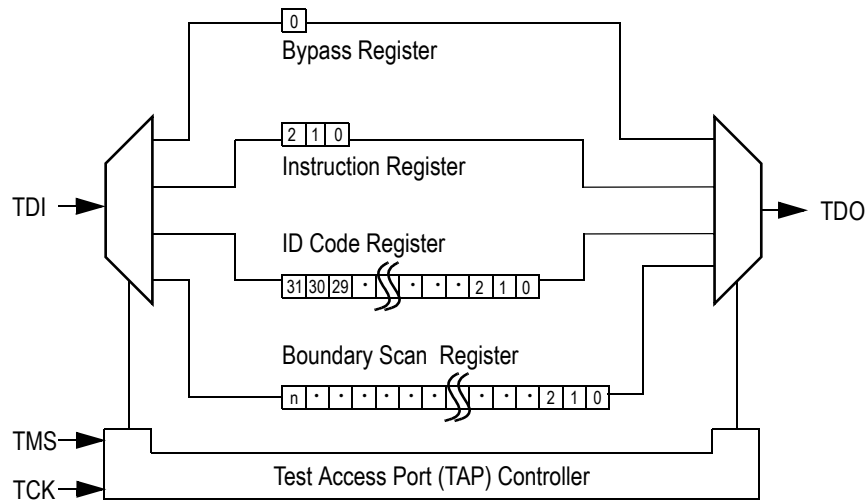 0
Bypass Register
2 1 0
Instruction Register
TDI
TDO
ID Code Register
31 30 29 · · · · 2 1 0
Boundary Scan Register
n · · · · · · · · · 2 1 0
TMS
Test Access Port (TAP) Controller
TCK